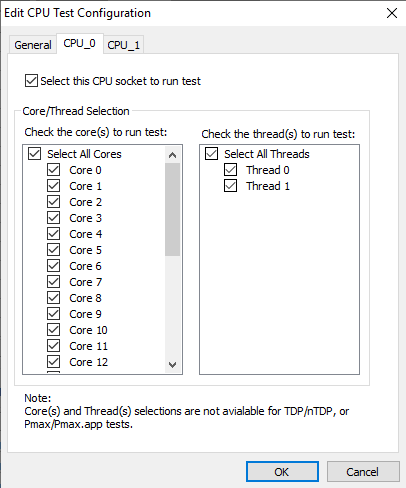 Edit CPU Test Configuration
General CPU_0 CPU_1
Select this CPU socket to run test
Core/Thread Selection
Check the core(s) to run test:
Select All Cores
Core 0
Core 1
Core 2
Core 3
Core 4
Core 5
Core 6
Core 7
Core 8
Core 9
Core 10
Core 11
Core 12
Check the thread(s) to run test:
Select All Threads
Thread 0
Thread 1
Note:
Core(s) and Thread(s) selections are not avialable for TDP/nTDP, or
Pmax/Pmax.app tests.
OK Cancel